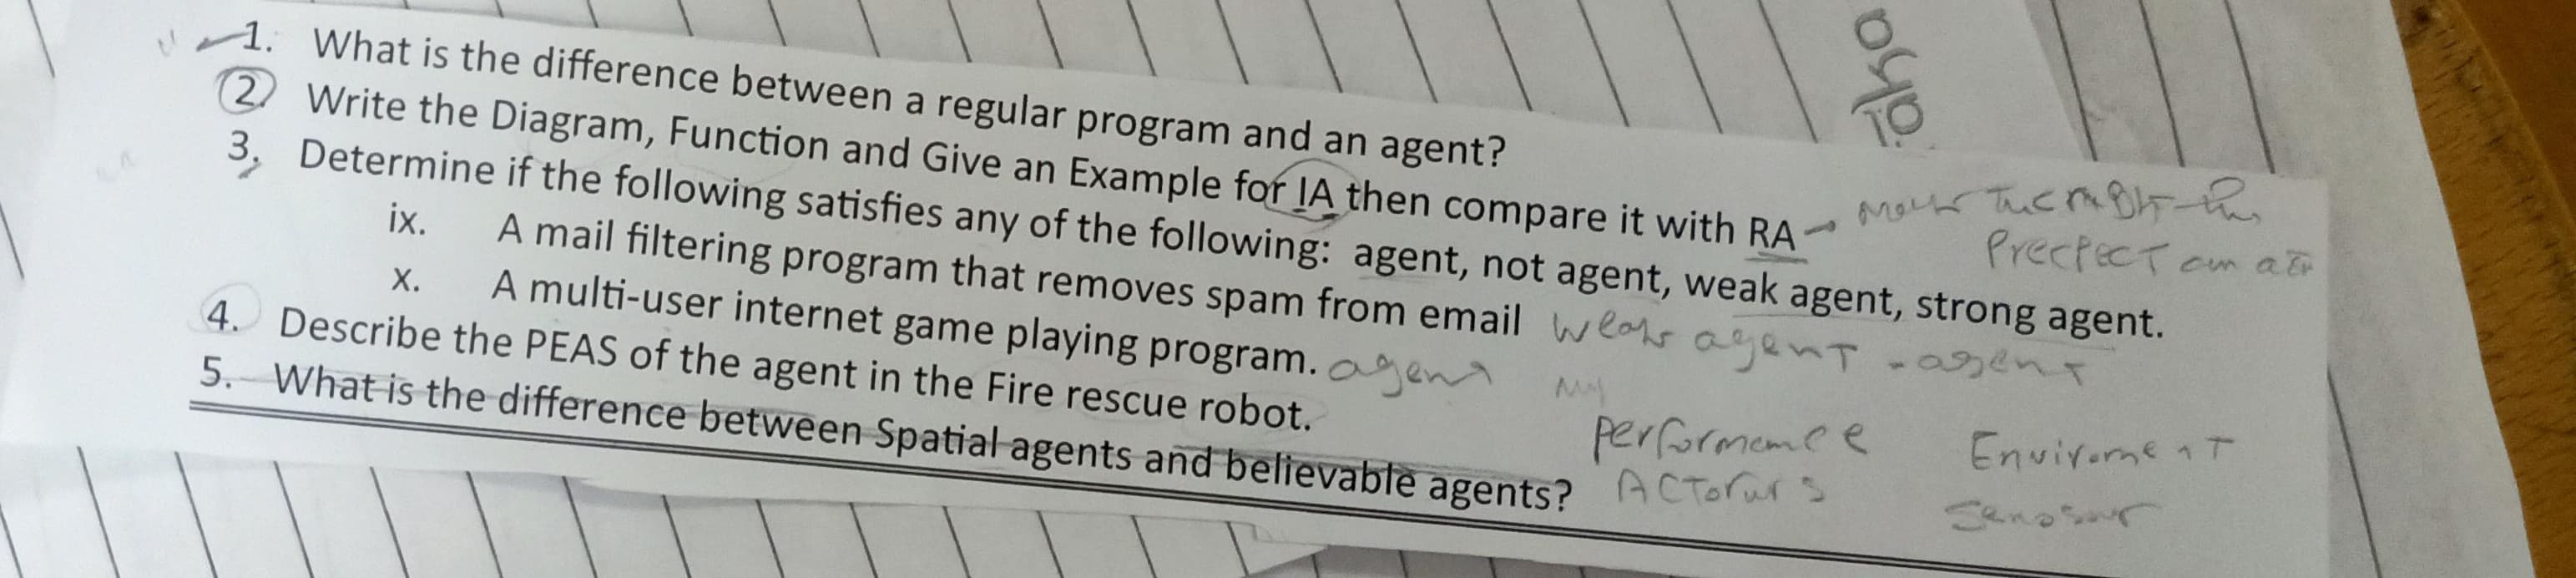 1. What is the difference between a regular program and an agent?
2. Write the Diagram, Function and Give an Example for IA then compare it with RA
3. Determine if the following satisfies any of the following: agent, not agent, weak agent, strong agent.
ix. A mail filtering program that removes spam from email weak agent - agent
x. A multi-user internet game playing program. agent
4. Describe the PEAS of the agent in the Fire rescue robot.
performance Enviroment
5. What is the difference between Spatial agents and believable agents?